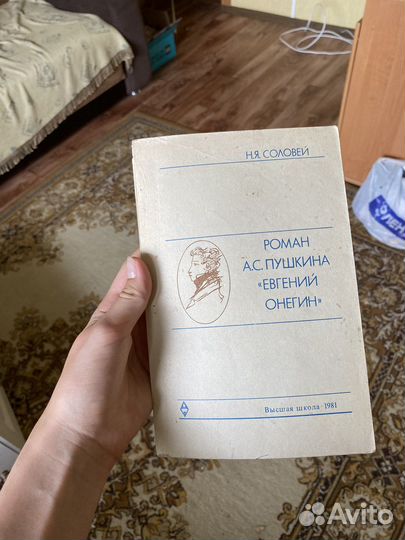 Н.Я. СОЛОВЕЙ
РОМАН
А.С. ПУШКИНА
«ЕВГЕНИЙ
ОНЕГИН»
Высшая школа 1981
Avito